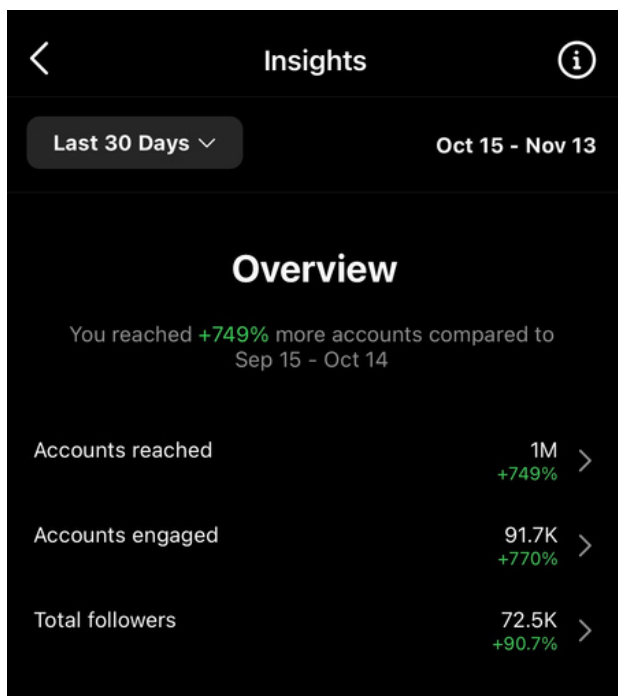 Insights
Last 30 Days
Oct 15 - Nov 13
Overview
You reached +749% more accounts compared to
Sep 15 - Oct 14
Accounts reached
1M
+749%
Accounts engaged
91.7K
+770%
Total followers
72.5K
+90.7%